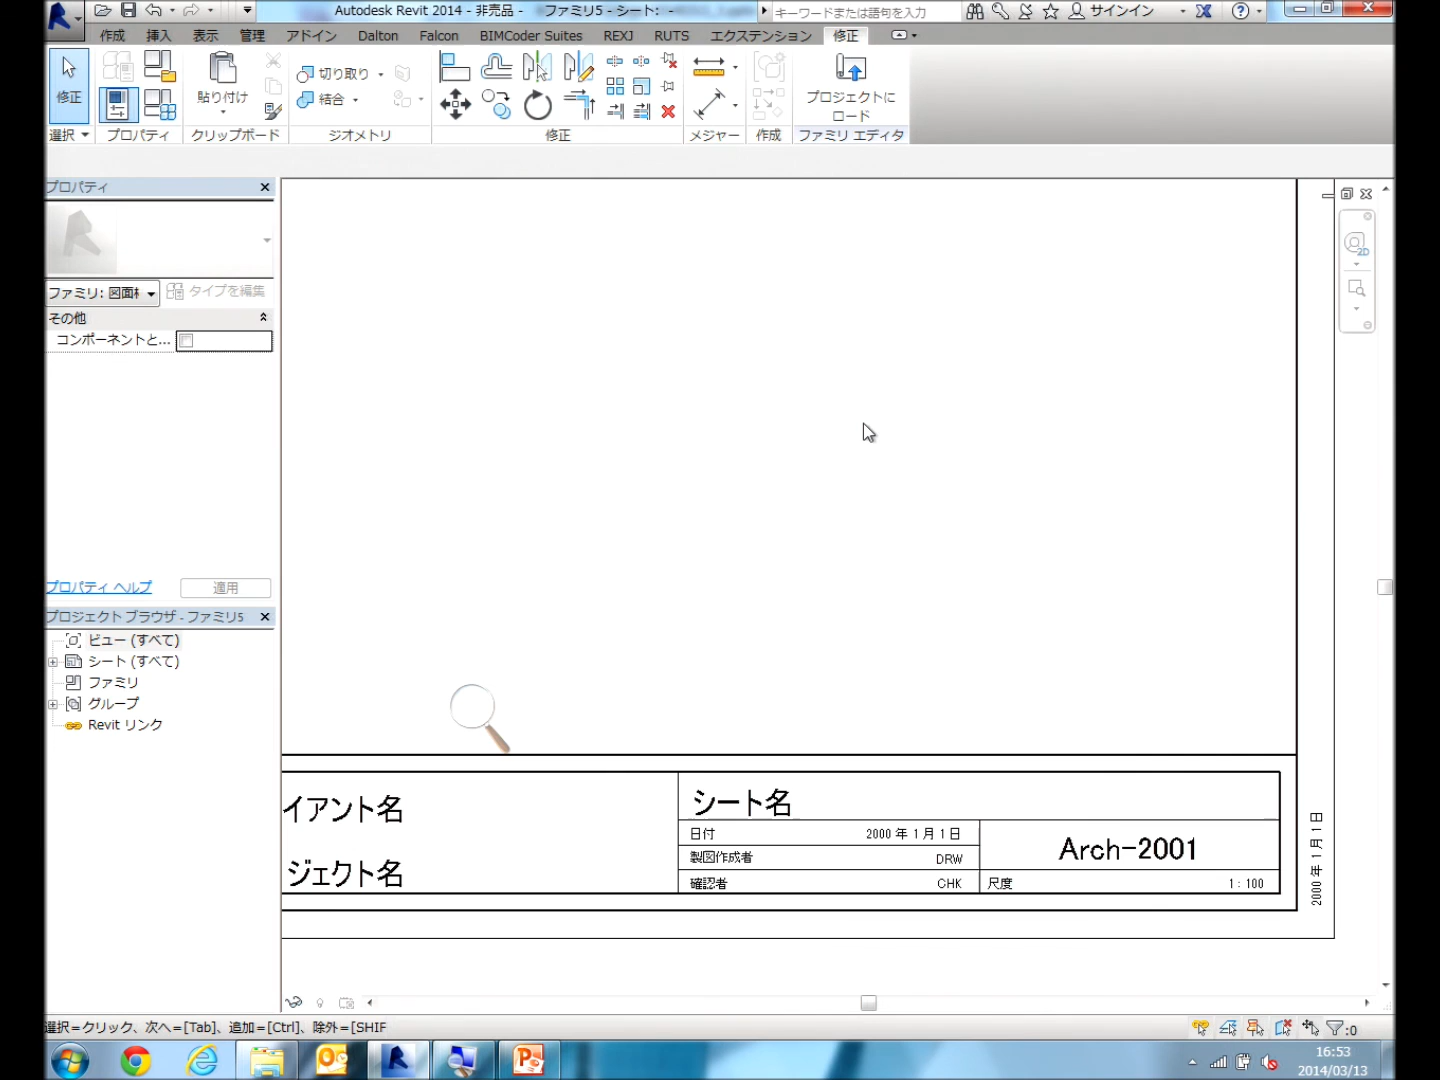 Autodesk Revit 2014 - 非売品 - ファミリ5 - シート: -
キーワードまたは語句を入力
サインイン
作成 挿入 表示 管理 アドイン Dalton Falcon BIMCoder Suites REXJ RUTS エクステンション 修正
修正
貼り付け
切り取り
結合
プロジェクトに
ロード
選択 プロパティ クリップボード ジオメトリ 修正 メジャー 作成 ファミリ エディタ
プロパティ
2D
ファミリ: 図面枠
タイプを編集
その他
コンポーネントと...
プロパティ ヘルプ
適用
プロジェクト ブラウザ - ファミリ5
ビュー (すべて)
シート (すべて)
ファミリ
グループ
Revit リンク
イアント名
ジェクト名
シート名
日付 2000 年 1 月 1 日
製図作成者 DRW
確認者 CHK
Arch-2001
尺度 1 : 100
2000 年 1 月 1 日
選択=クリック、次へ=[Tab]、追加=[Ctrl]、除外=[SHIF
:0
16:53
2014/03/13